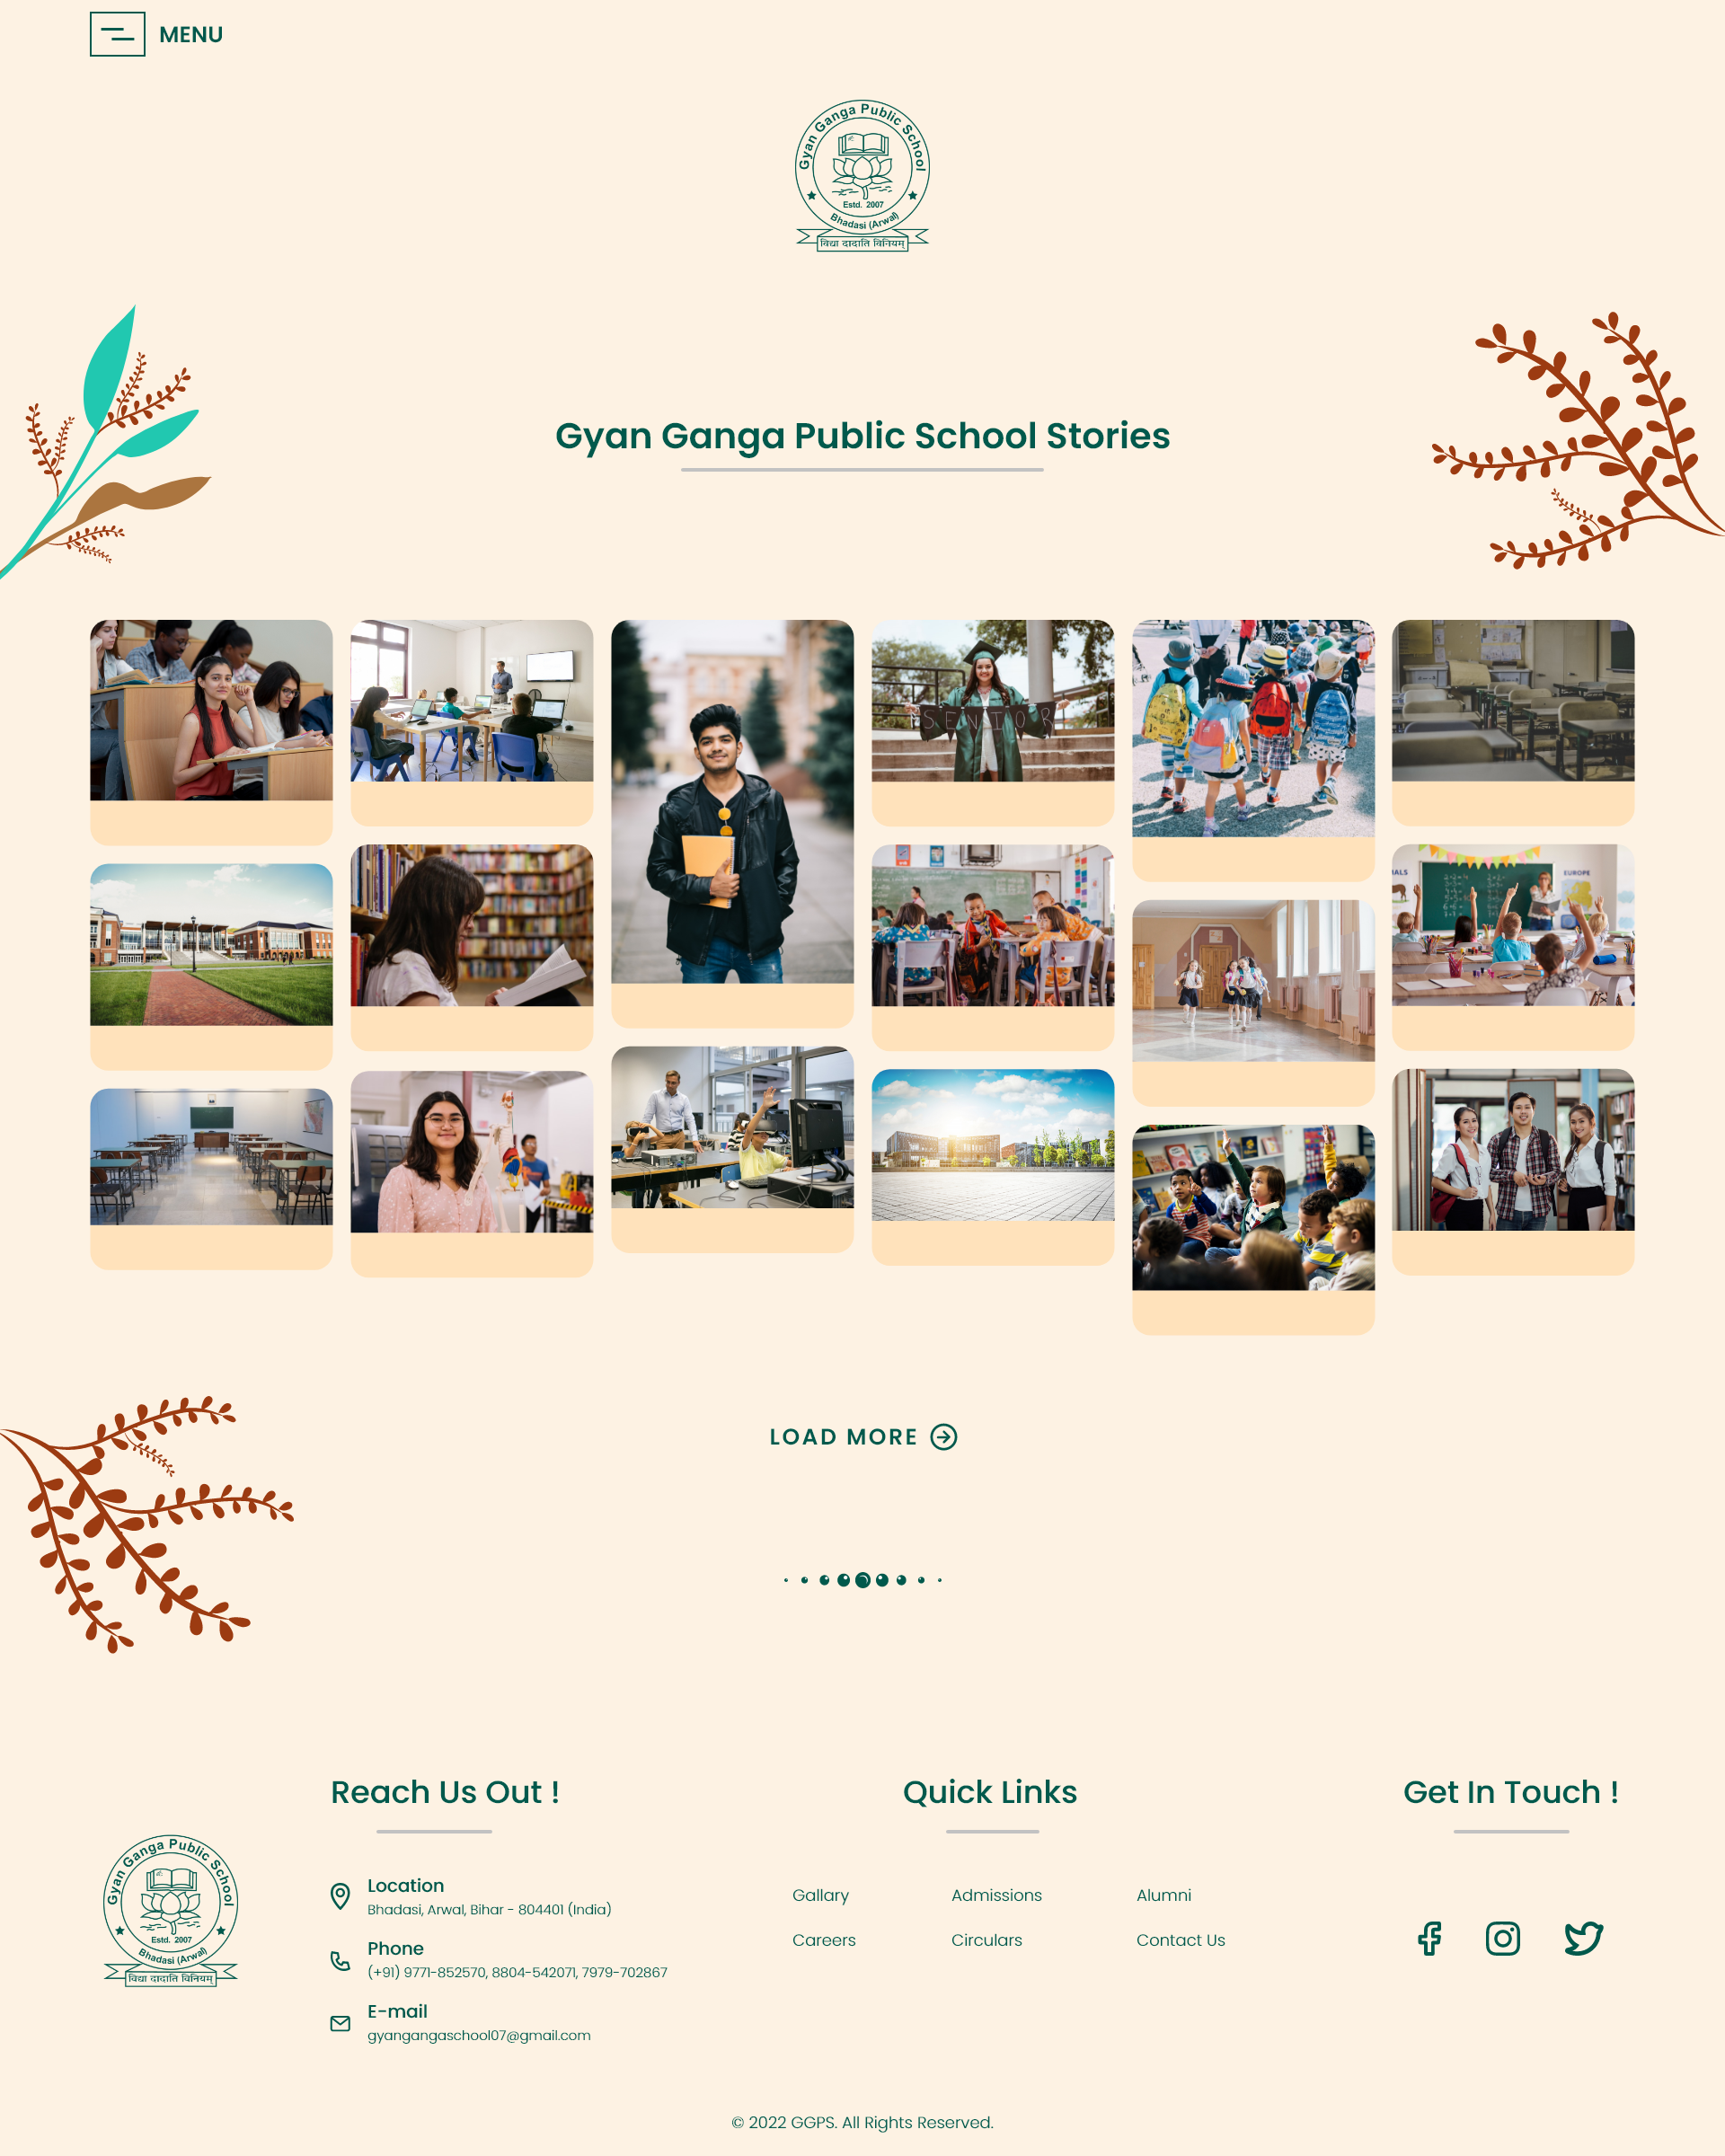 MENU
Gyan Ganga Public School
Estd. 2007
Bhadasi (Arwal)
विद्या दादाति विनियम्
Gyan Ganga Public School Stories
SENIOR
EUROPE
LOAD MORE
Reach Us Out !
Quick Links
Get In Touch !
Gyan Ganga Public School
Estd. 2007
Bhadasi (Arwal)
विद्या दादाति विनियम्
Location
Bhadasi, Arwal, Bihar - 804401 (India)
Phone
(+91) 9771-852570, 8804-542071, 7979-702867
E-mail
gyangangaschool07@gmail.com
Gallary
Admissions
Alumni
Careers
Circulars
Contact Us
© 2022 GGPS. All Rights Reserved.